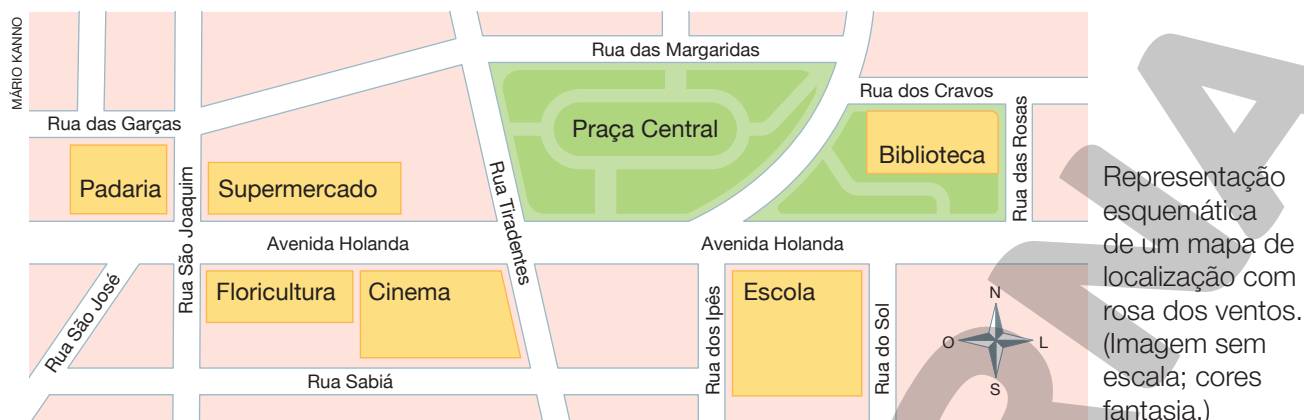 MÁRIO KANNO
Rua das Margaridas
Rua dos Cravos
Rua das Garças
Praça Central
Biblioteca
Rua das Rosas
Padaria
Rua São Joaquim
Supermercado
Rua Tiradentes
Avenida Holanda
Avenida Holanda
Rua São José
Floricultura
Cinema
Rua dos Ipês
Escola
Rua do Sol
N
O
L
S
Rua Sabiá
Representação
esquemática
de um mapa de
localização com
rosa dos ventos.
(Imagem sem
escala; cores
fantasia.)